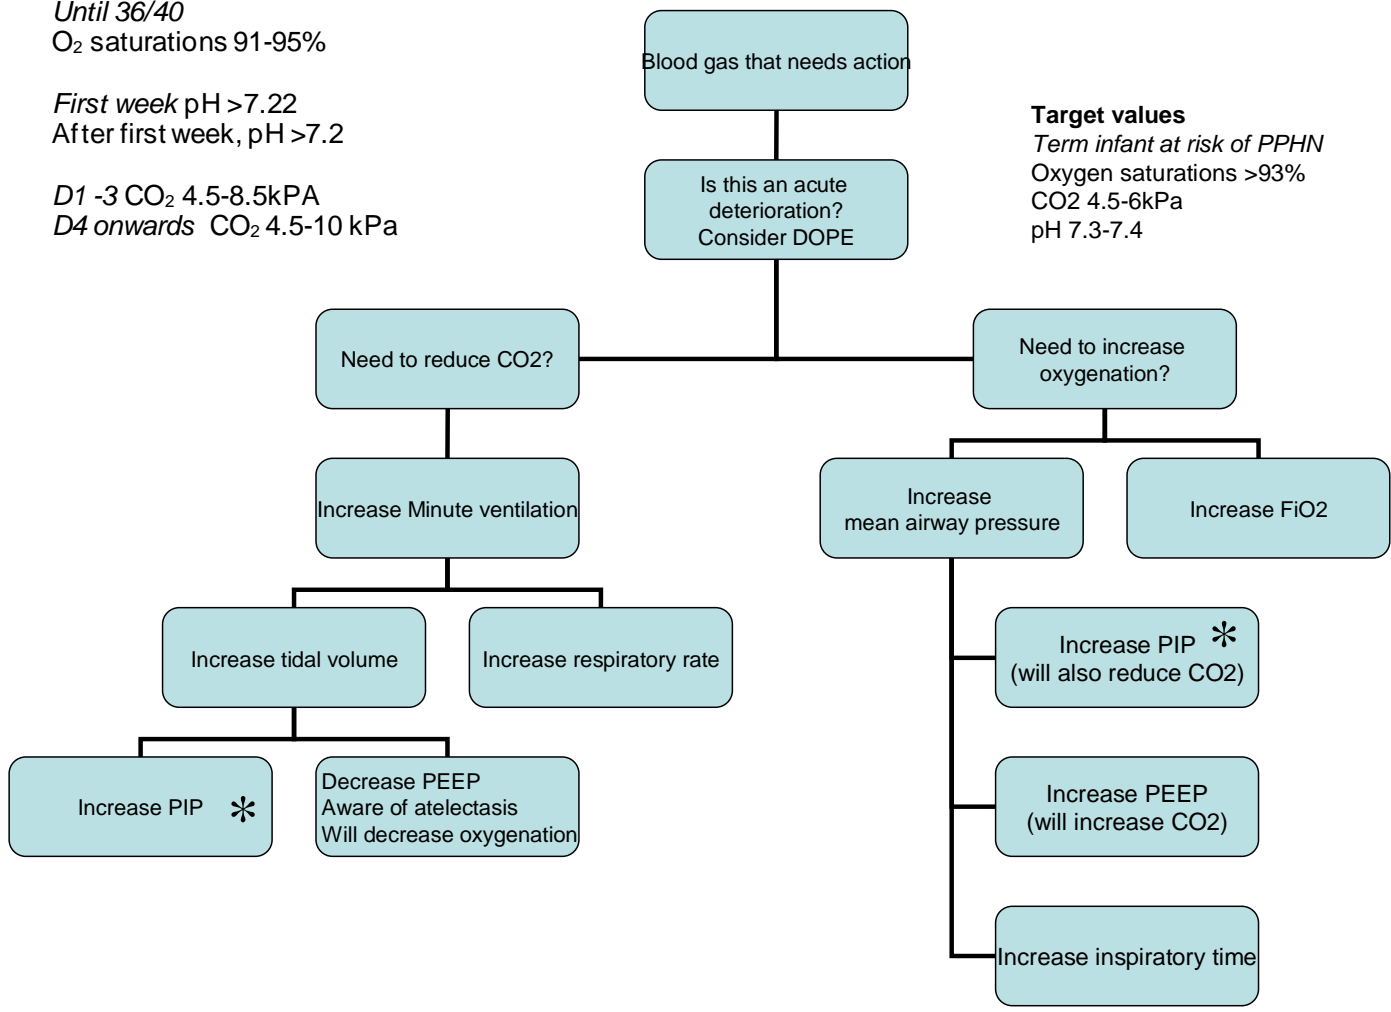 Until 36/40
O₂ saturations 91-95%
First week pH >7.22
After first week, pH >7.2
D1 -3 CO₂ 4.5-8.5kPA
D4 onwards CO₂ 4.5-10 kPa
Blood gas that needs action
Target values
Term infant at risk of PPHN
Oxygen saturations >93%
CO2 4.5-6kPa
pH 7.3-7.4
Is this an acute
deterioration?
Consider DOPE
Need to reduce CO2?
Need to increase
oxygenation?
Increase Minute ventilation
Increase
mean airway pressure
Increase FiO2
Increase tidal volume
Increase respiratory rate
Increase PIP *
(will also reduce CO2)
Increase PIP *
Decrease PEEP
Aware of atelectasis
Will decrease oxygenation
Increase PEEP
(will increase CO2)
Increase inspiratory time